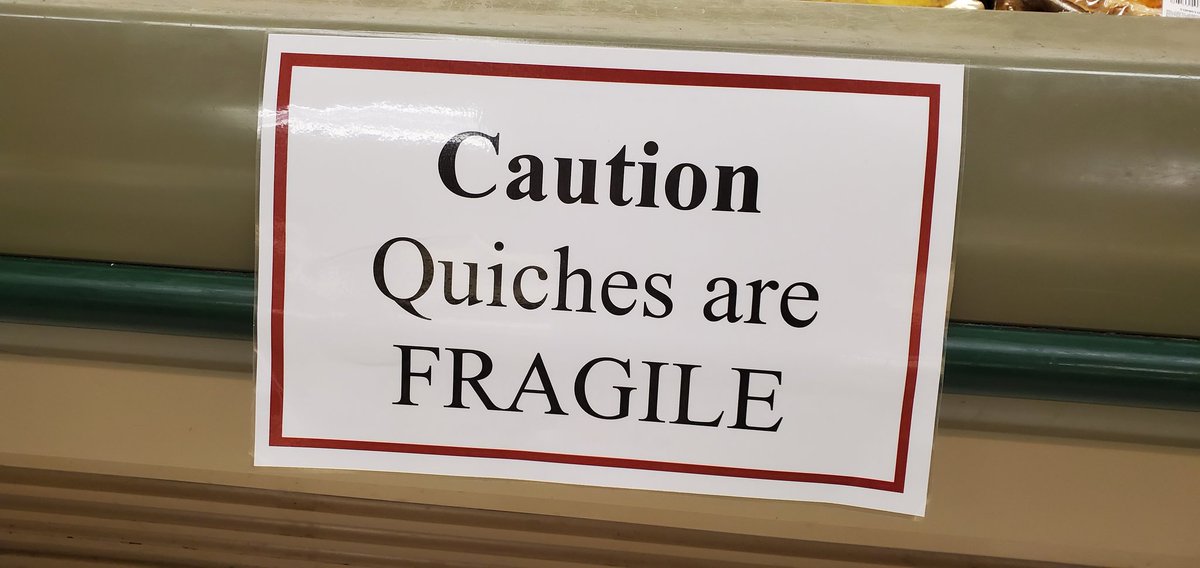 Caution
Quiches are
FRAGILE